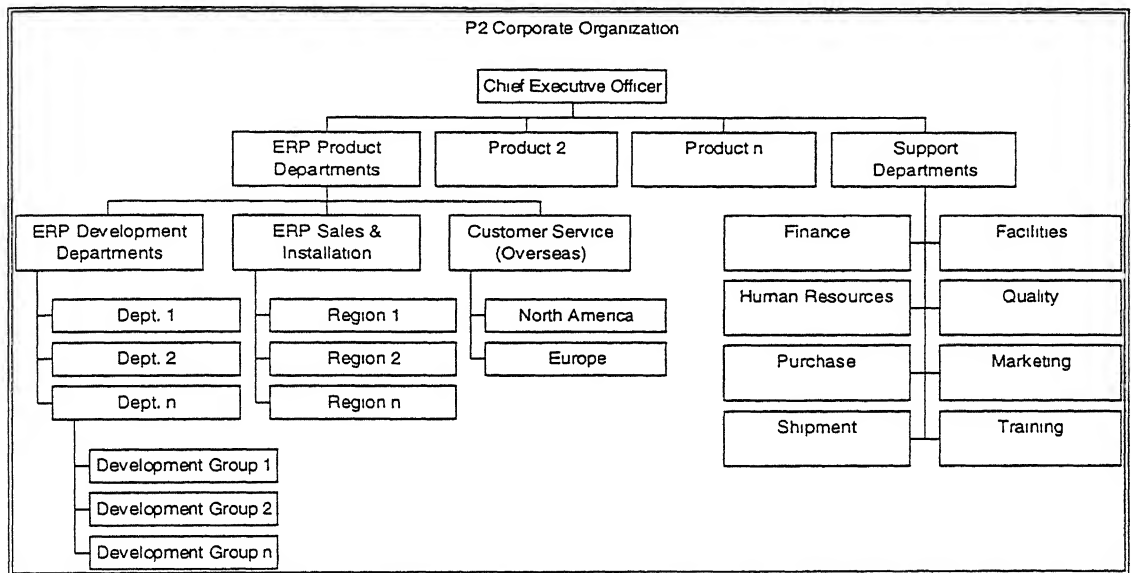 P2 Corporate Organization
Chief Executive Officer
ERP Product
Departments
Product 2
Product n
Support
Departments
ERP Development
Departments
ERP Sales &
Installation
Customer Service
(Overseas)
Finance
Facilities
Dept. 1
Region 1
North America
Human Resources
Quality
Dept. 2
Region 2
Europe
Purchase
Marketing
Dept. n
Region n
Shipment
Training
Development Group 1
Development Group 2
Development Group n